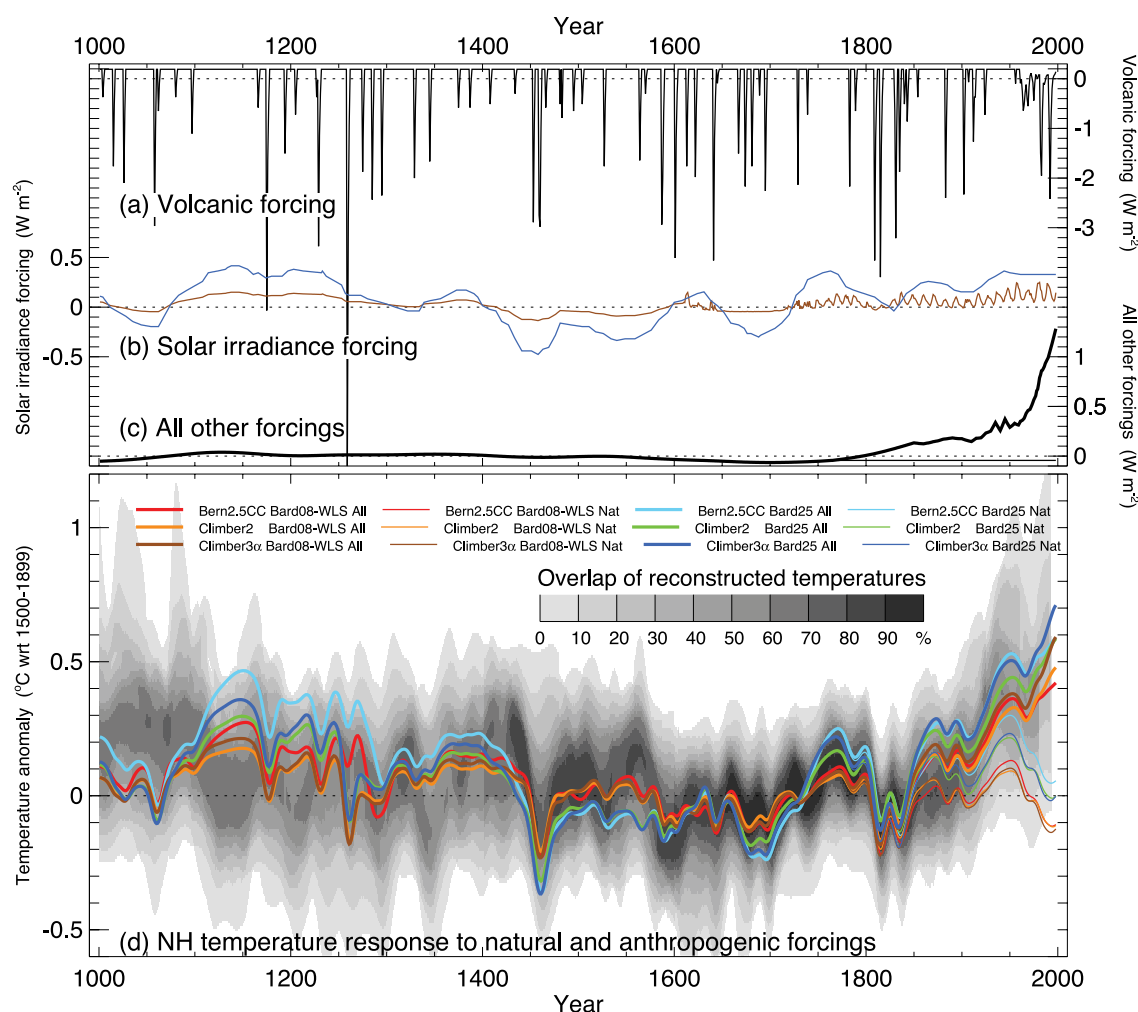 Year
1000 1200 1400 1600 1800 2000
0
-1
-2
-3
Volcanic forcing (W m-2)
(a) Volcanic forcing
Solar irradiance forcing (W m-2)
0.5
0
-0.5
(b) Solar irradiance forcing
All other forcings (W m-2)
1
0.5
0
(c) All other forcings
Bern2.5CC Bard08-WLS All Bern2.5CC Bard08-WLS Nat Bern2.5CC Bard25 All Bern2.5CC Bard25 Nat
Climber2 Bard08-WLS All Climber2 Bard08-WLS Nat Climber2 Bard25 All Climber2 Bard25 Nat
Climber3α Bard08-WLS All Climber3α Bard08-WLS Nat Climber3α Bard25 All Climber3α Bard25 Nat
Overlap of reconstructed temperatures
0 10 20 30 40 50 60 70 80 90 %
Temperature anomaly (°C wrt 1500-1899)
1
0.5
0
-0.5
(d) NH temperature response to natural and anthropogenic forcings
1000 1200 1400 1600 1800 2000
Year